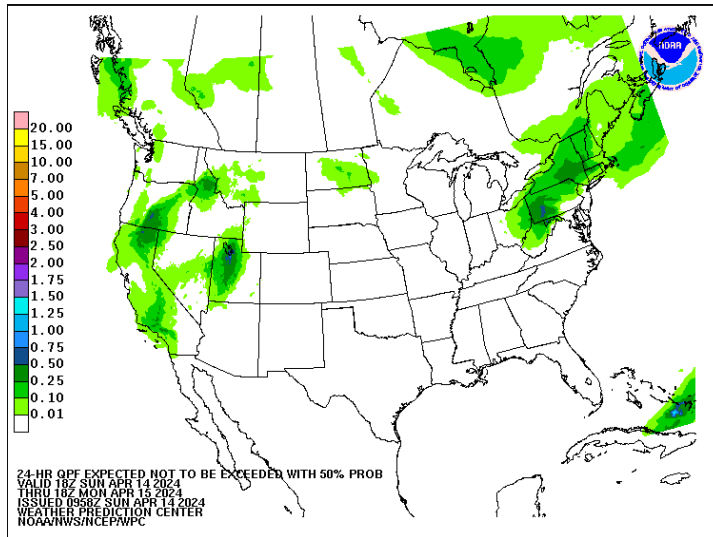 NOAA
20.00
15.00
10.00
7.00
5.00
4.00
3.00
2.50
2.00
1.75
1.50
1.25
1.00
0.75
0.50
0.25
0.10
0.01
24-HR QPF EXPECTED NOT TO BE EXCEEDED WITH 50% PROB
VALID 18Z SUN APR 14 2024
THRU 18Z MON APR 15 2024
ISSUED 0958Z SUN APR 14 2024
WEATHER PREDICTION CENTER
NOAA/NWS/NCEP/WPC